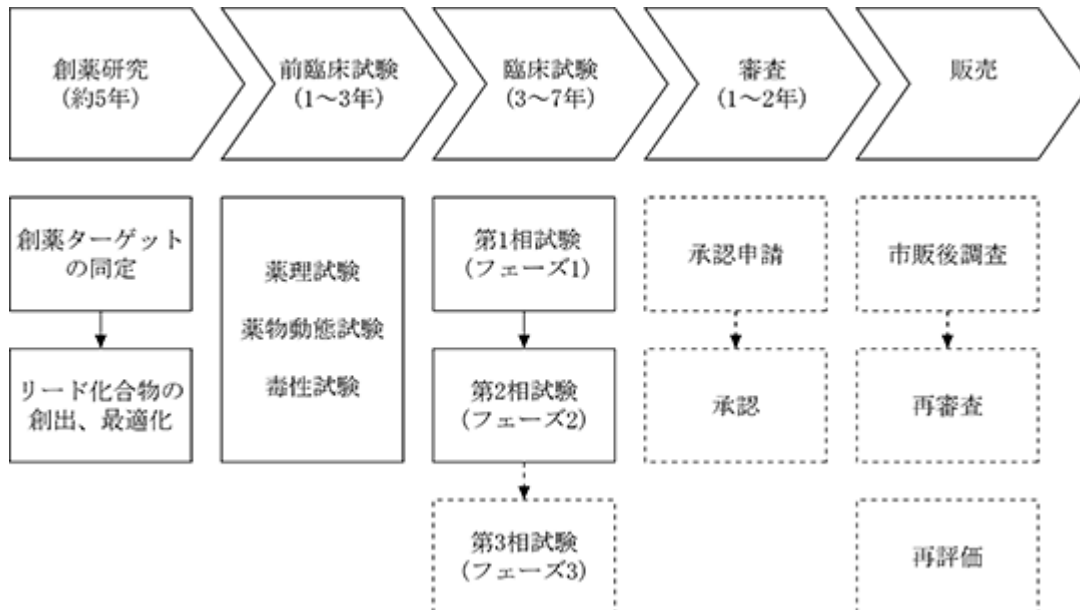 創薬研究
(約5年)
前臨床試験
(1～3年)
臨床試験
(3～7年)
審査
(1～2年)
販売
創薬ターゲット
の同定
リード化合物の
創出、最適化
薬理試験
薬物動態試験
毒性試験
第1相試験
(フェーズ1)
第2相試験
(フェーズ2)
第3相試験
(フェーズ3)
承認申請
承認
市販後調査
再審査
再評価